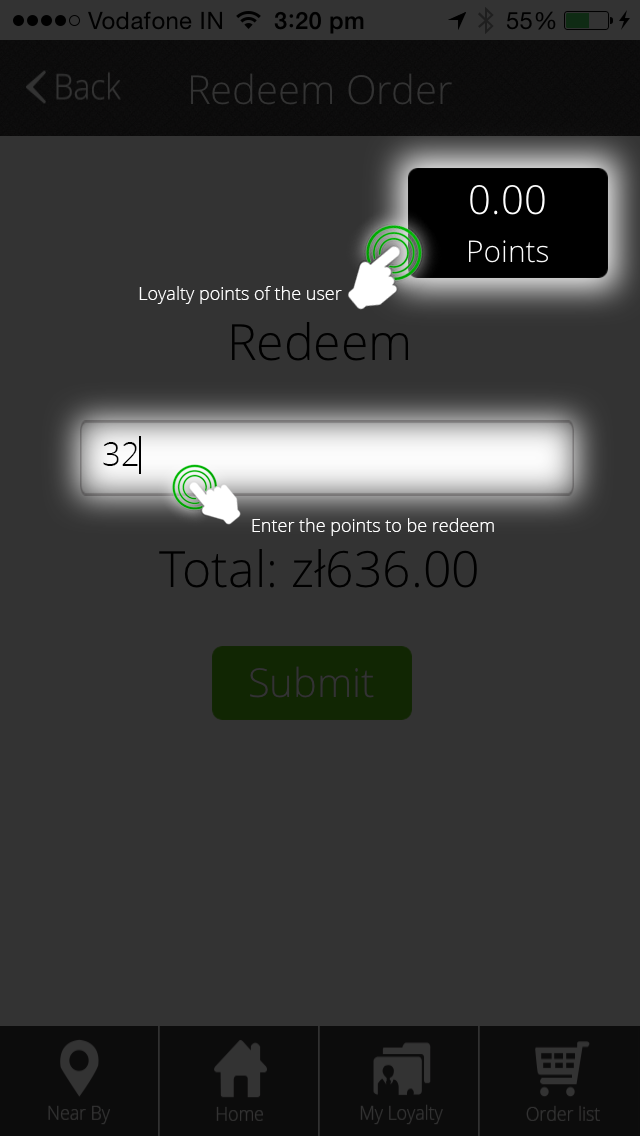 Vodafone IN 3:20 pm 55%
Back Redeem Order
0.00
Points
Loyalty points of the user
Redeem
32
Enter the points to be redeem
Total: zł636.00
Submit
Near By Home My Loyalty Order list